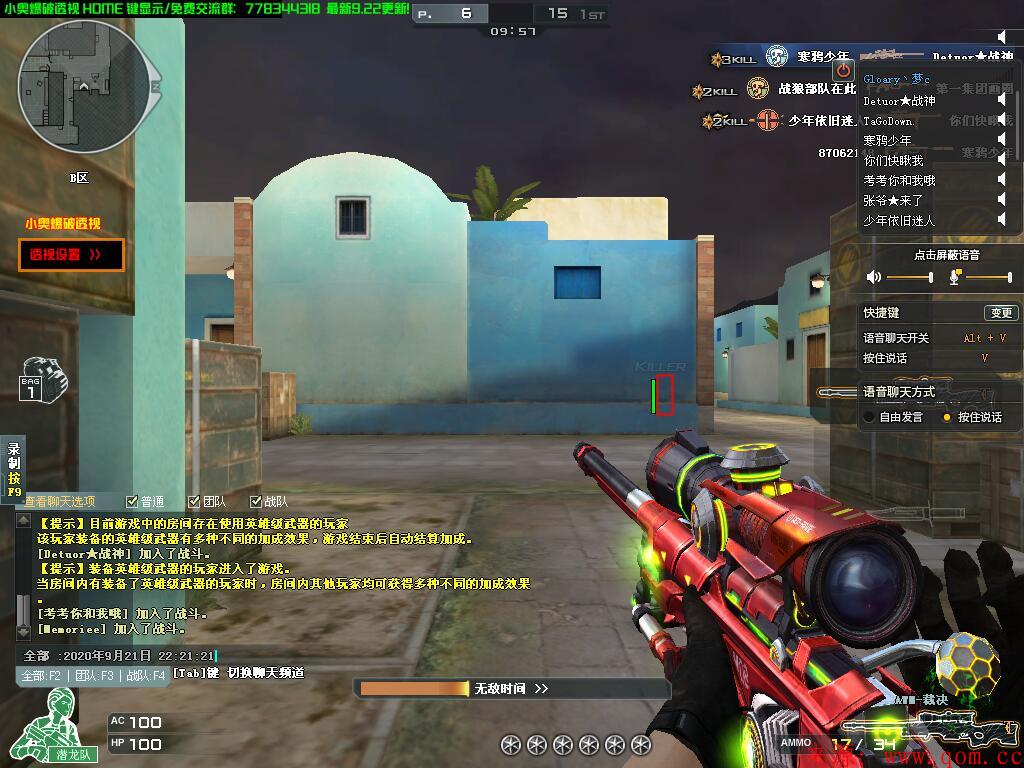 小奥爆破透视 HOME 键显示/免费交流群: 778344318 最新9.22更新!
P. 6
15 1ST
09:57
3KILL 寒鸦少年 Detuor★战神
2KILL 战狼部队在此
2KILL 少年依旧迷人
B区
小奥爆破透视
透视设置 》
BAG
1
录制按F9
Gloary丶梦c
Detuor★战神
TaGoDown.
寒鸦少年
你们快瞅我
考考你和我哦
张爷★来了
少年依旧迷人
点击屏蔽语音
快捷键 变更
语音聊天开关 Alt + V
按住说话 V
语音聊天方式
自由发言 按住说话
KILLER
查看聊天选项 普通 团队 战队
【提示】目前游戏中的房间存在使用英雄级武器的玩家
该玩家装备的英雄级武器有多种不同的加成效果,游戏结束后自动结算加成。
[Detuor★战神] 加入了战斗。
【提示】装备英雄级武器的玩家进入了游戏。
当房间内有装备了英雄级武器的玩家时,房间内其他玩家均可获得多种不同的加成效果
。
[考考你和我哦] 加入了战斗。
[Memoriee] 加入了战斗。
全部 :2020年9月21日 22:21:21
全部:F2 | 团队:F3 | 战队:F4 [Tab]键 切换聊天频道
无敌时间 >>
AC 100
HP 100
潜龙队
AMMO 17 / 34
www.qom.cc